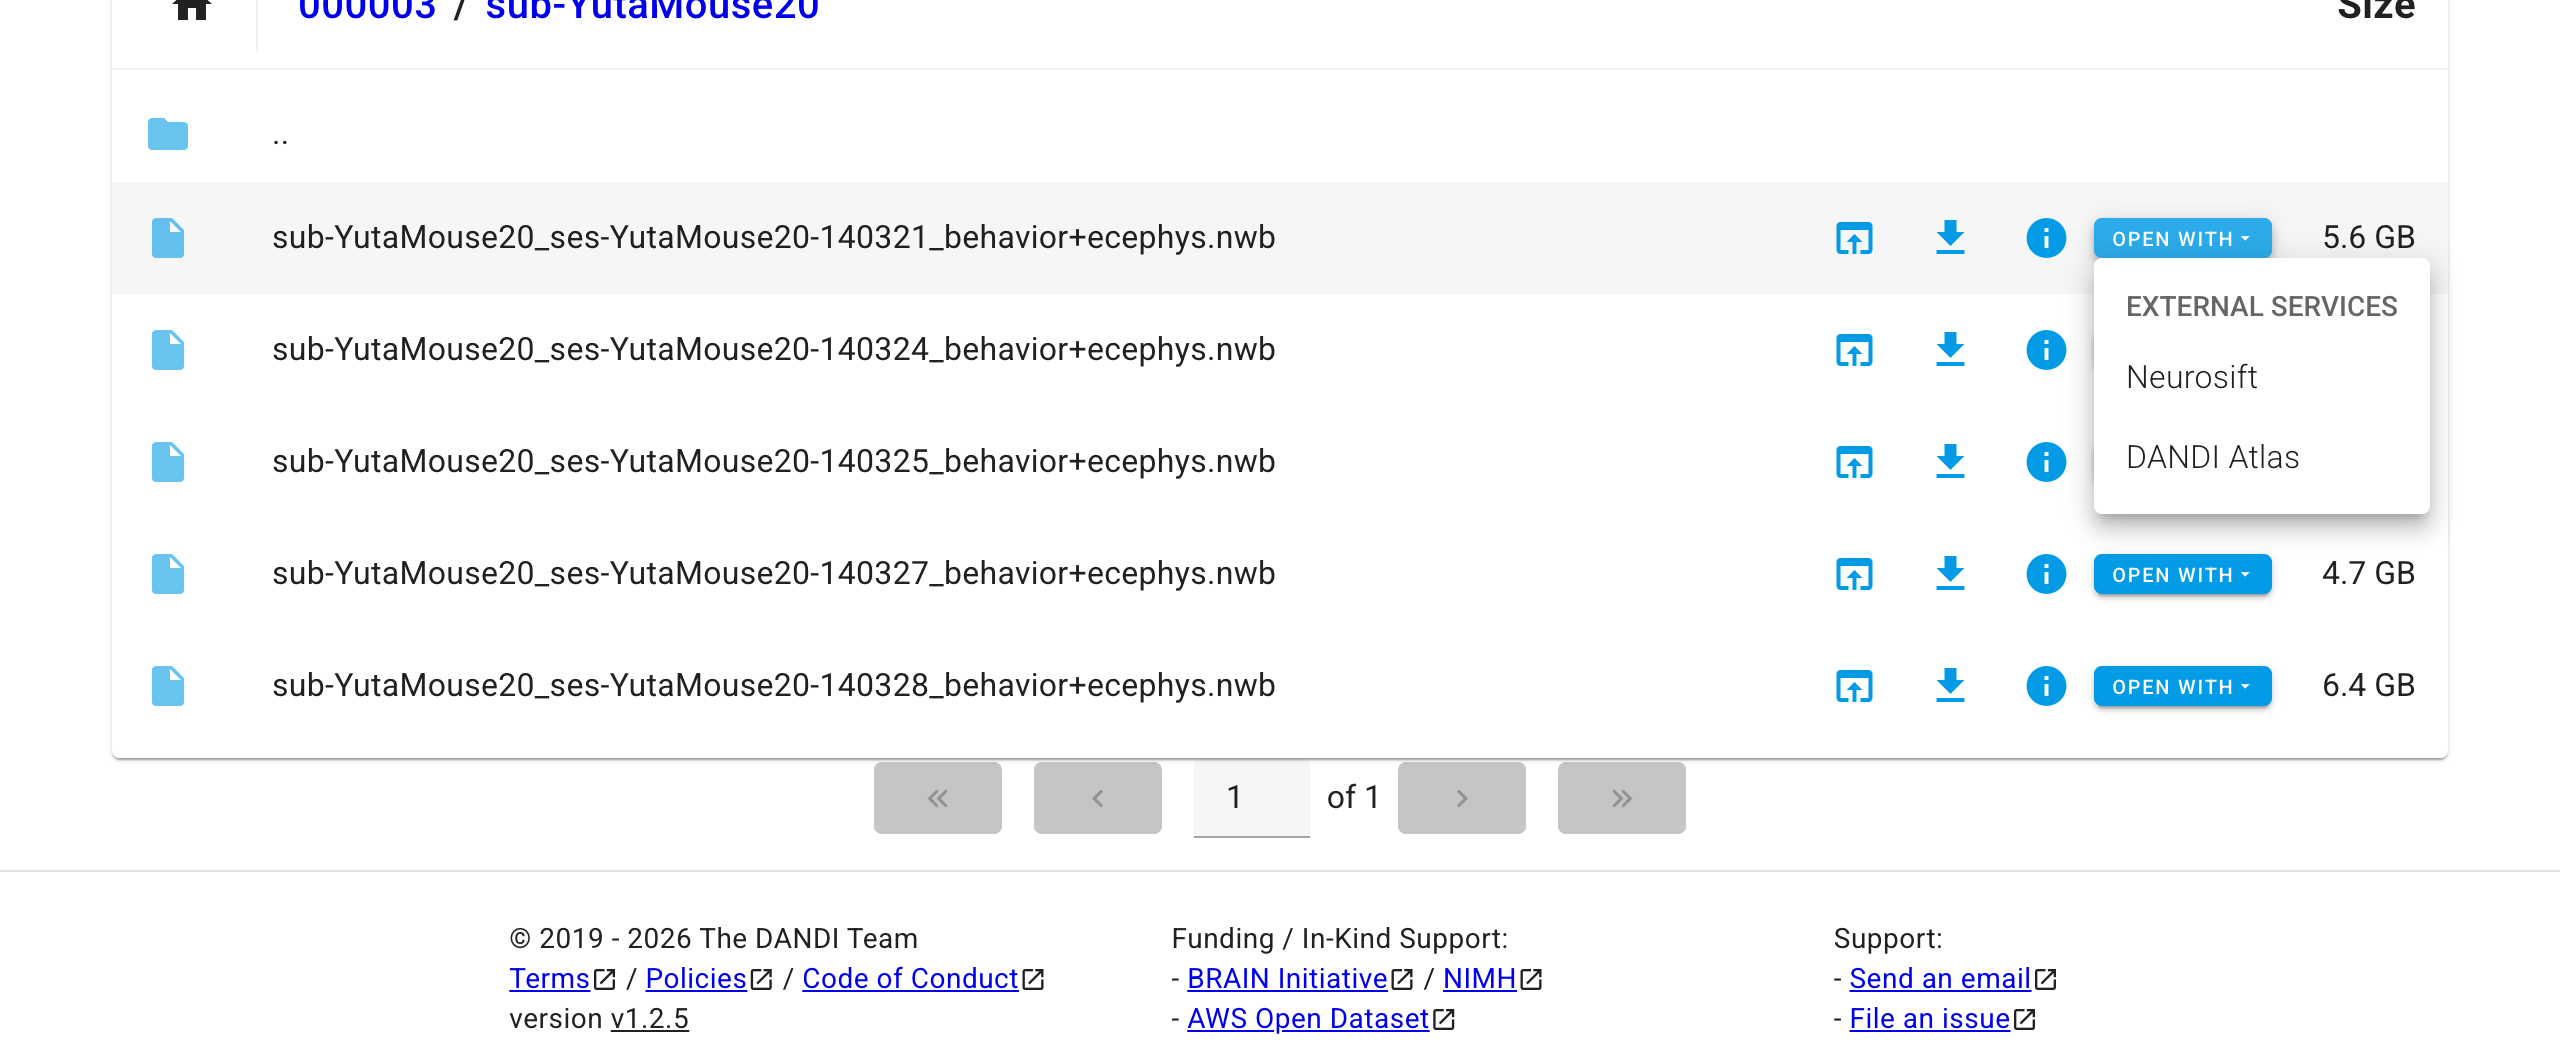 000003 / sub-YutaMouse20 Size
..
sub-YutaMouse20_ses-YutaMouse20-140321_behavior+ecephys.nwb OPEN WITH 5.6 GB
EXTERNAL SERVICES
sub-YutaMouse20_ses-YutaMouse20-140324_behavior+ecephys.nwb
Neurosift
sub-YutaMouse20_ses-YutaMouse20-140325_behavior+ecephys.nwb
DANDI Atlas
sub-YutaMouse20_ses-YutaMouse20-140327_behavior+ecephys.nwb OPEN WITH 4.7 GB
sub-YutaMouse20_ses-YutaMouse20-140328_behavior+ecephys.nwb OPEN WITH 6.4 GB
1 of 1
© 2019 - 2026 The DANDI Team
Terms / Policies / Code of Conduct
version v1.2.5
Funding / In-Kind Support:
- BRAIN Initiative / NIMH
- AWS Open Dataset
Support:
- Send an email
- File an issue